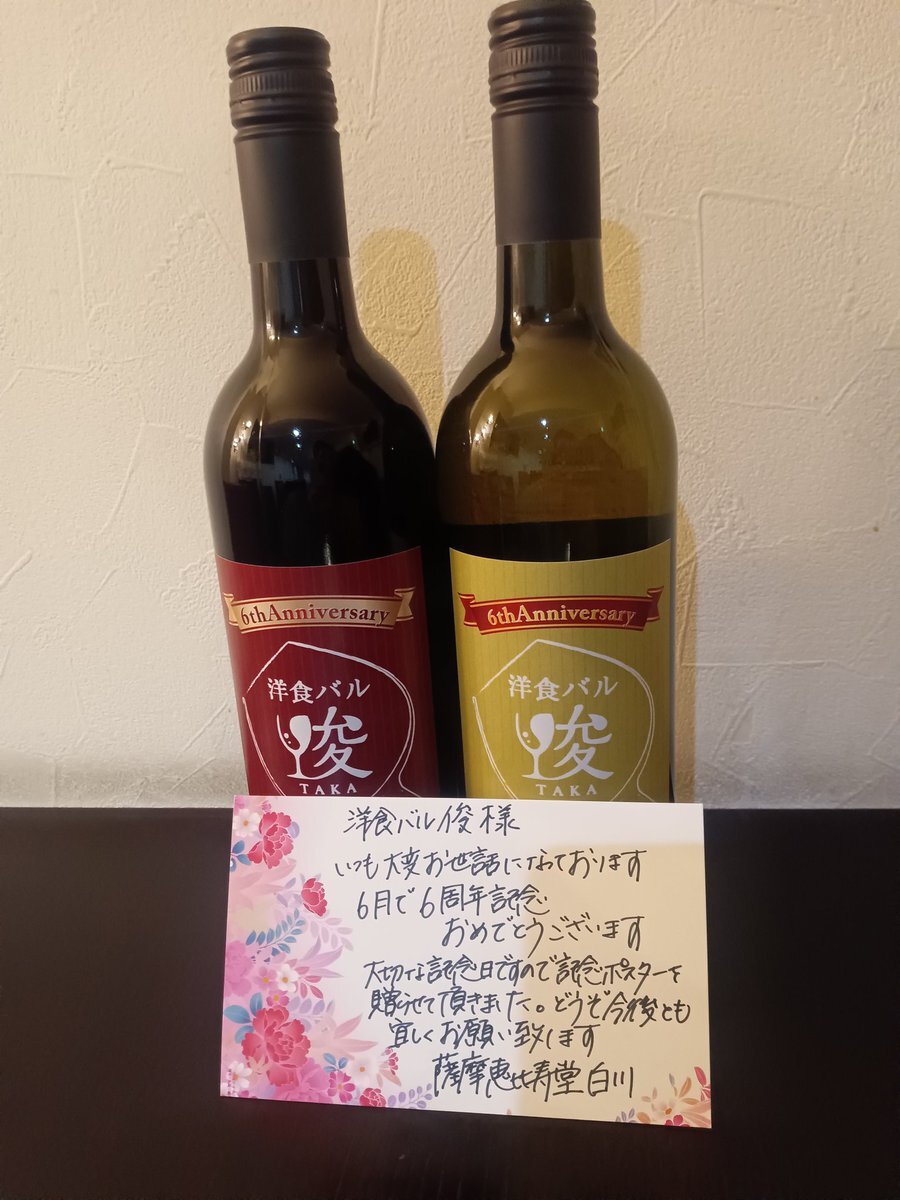 6thAnniversary
洋食バル
俊
TAKA
6thAnniversary
洋食バル
俊
TAKA
洋食バル俊様
いつも大変お世話になっております
6月で6周年記念
おめでとうございます
大切な記念日ですので記念ポスターを
贈らせて頂きました。どうぞ今後とも
宜しくお願い致します
薩摩恵比寿堂 白川